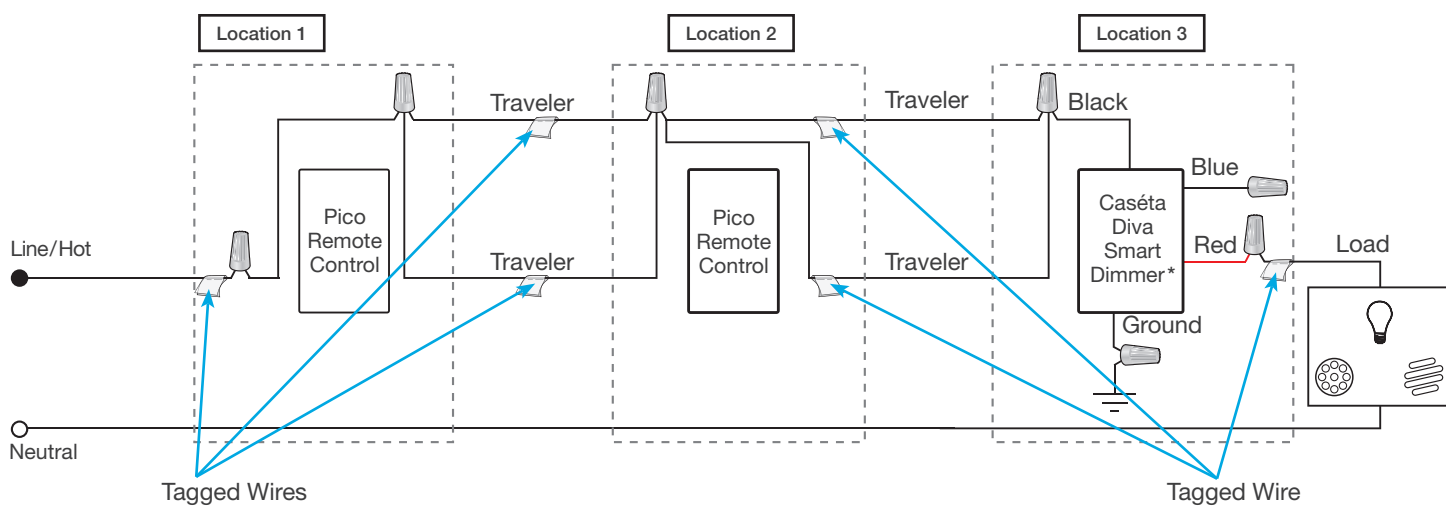 Location 1
Location 2
Location 3
Traveler
Traveler
Black
Blue
Pico
Remote
Control
Pico
Remote
Control
Caséta
Diva
Smart
Dimmer*
Line/Hot
Traveler
Traveler
Red
Load
Ground
Neutral
Tagged Wires
Tagged Wire